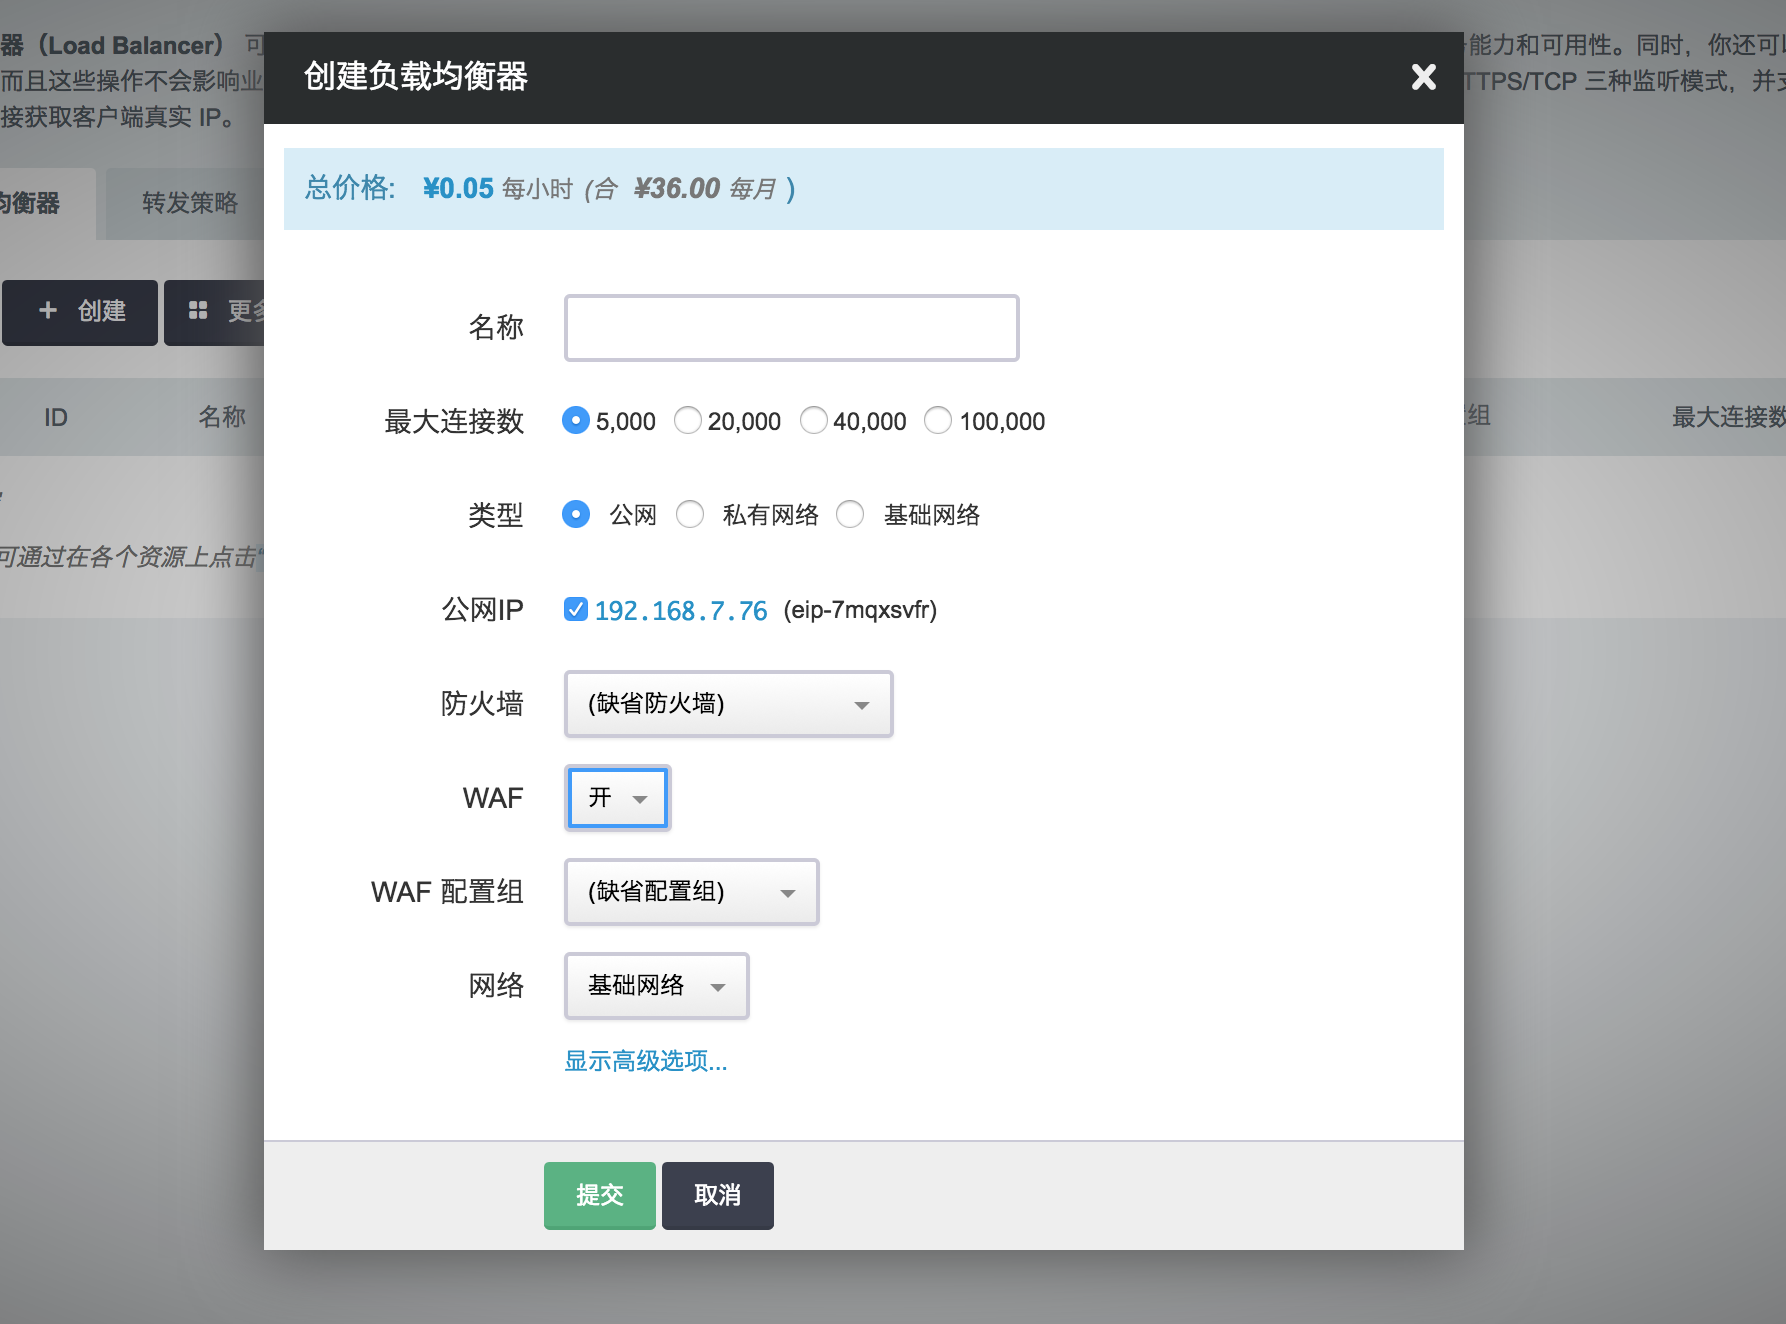 器（Load Balancer） 可
能力和可用性。同时，你还可以
而且这些操作不会影响业
TTPS/TCP 三种监听模式，并支
接获取客户端真实 IP。
创建负载均衡器
总价格: ¥0.05 每小时 (合 ¥36.00 每月 )
均衡器 转发策略
+ 创建 更多
名称
ID 名称 组 最大连接数
最大连接数 5,000 20,000 40,000 100,000
类型 公网 私有网络 基础网络
可通过在各个资源上点击"
公网IP 192.168.7.76 (eip-7mqxsvfr)
防火墙 (缺省防火墙)
WAF 开
WAF 配置组 (缺省配置组)
网络 基础网络
显示高级选项...
提交 取消